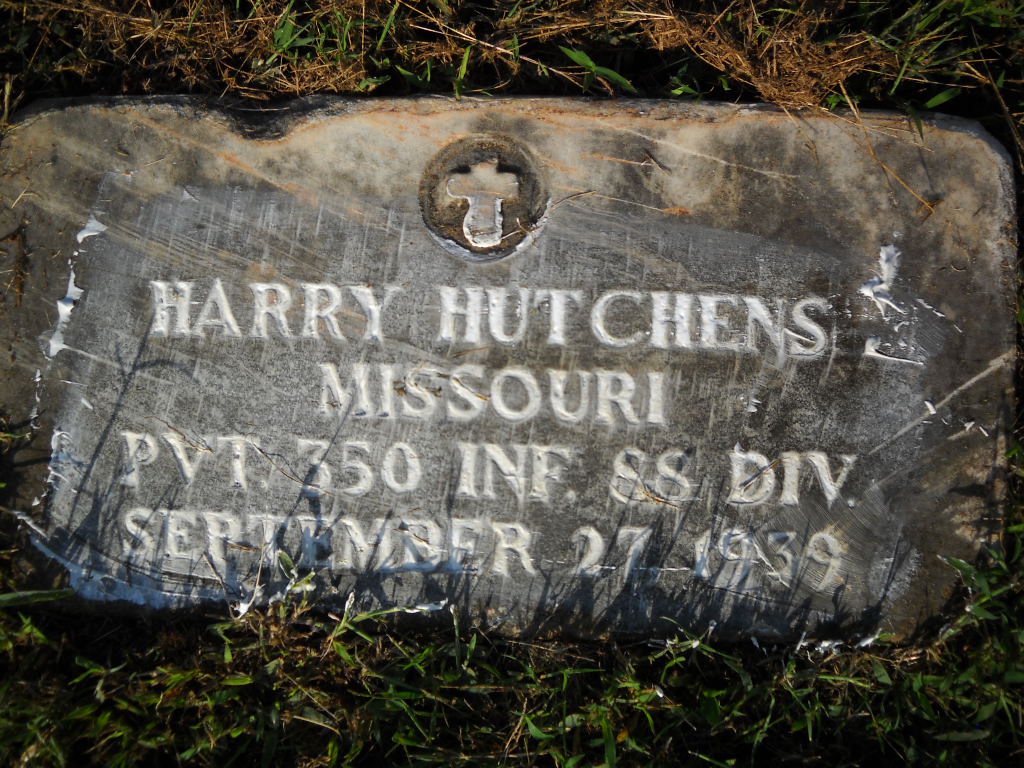 HARRY HUTCHENS
MISSOURI
PVT. 350 INF. 88 DIV.
SEPTEMBER 27 1939